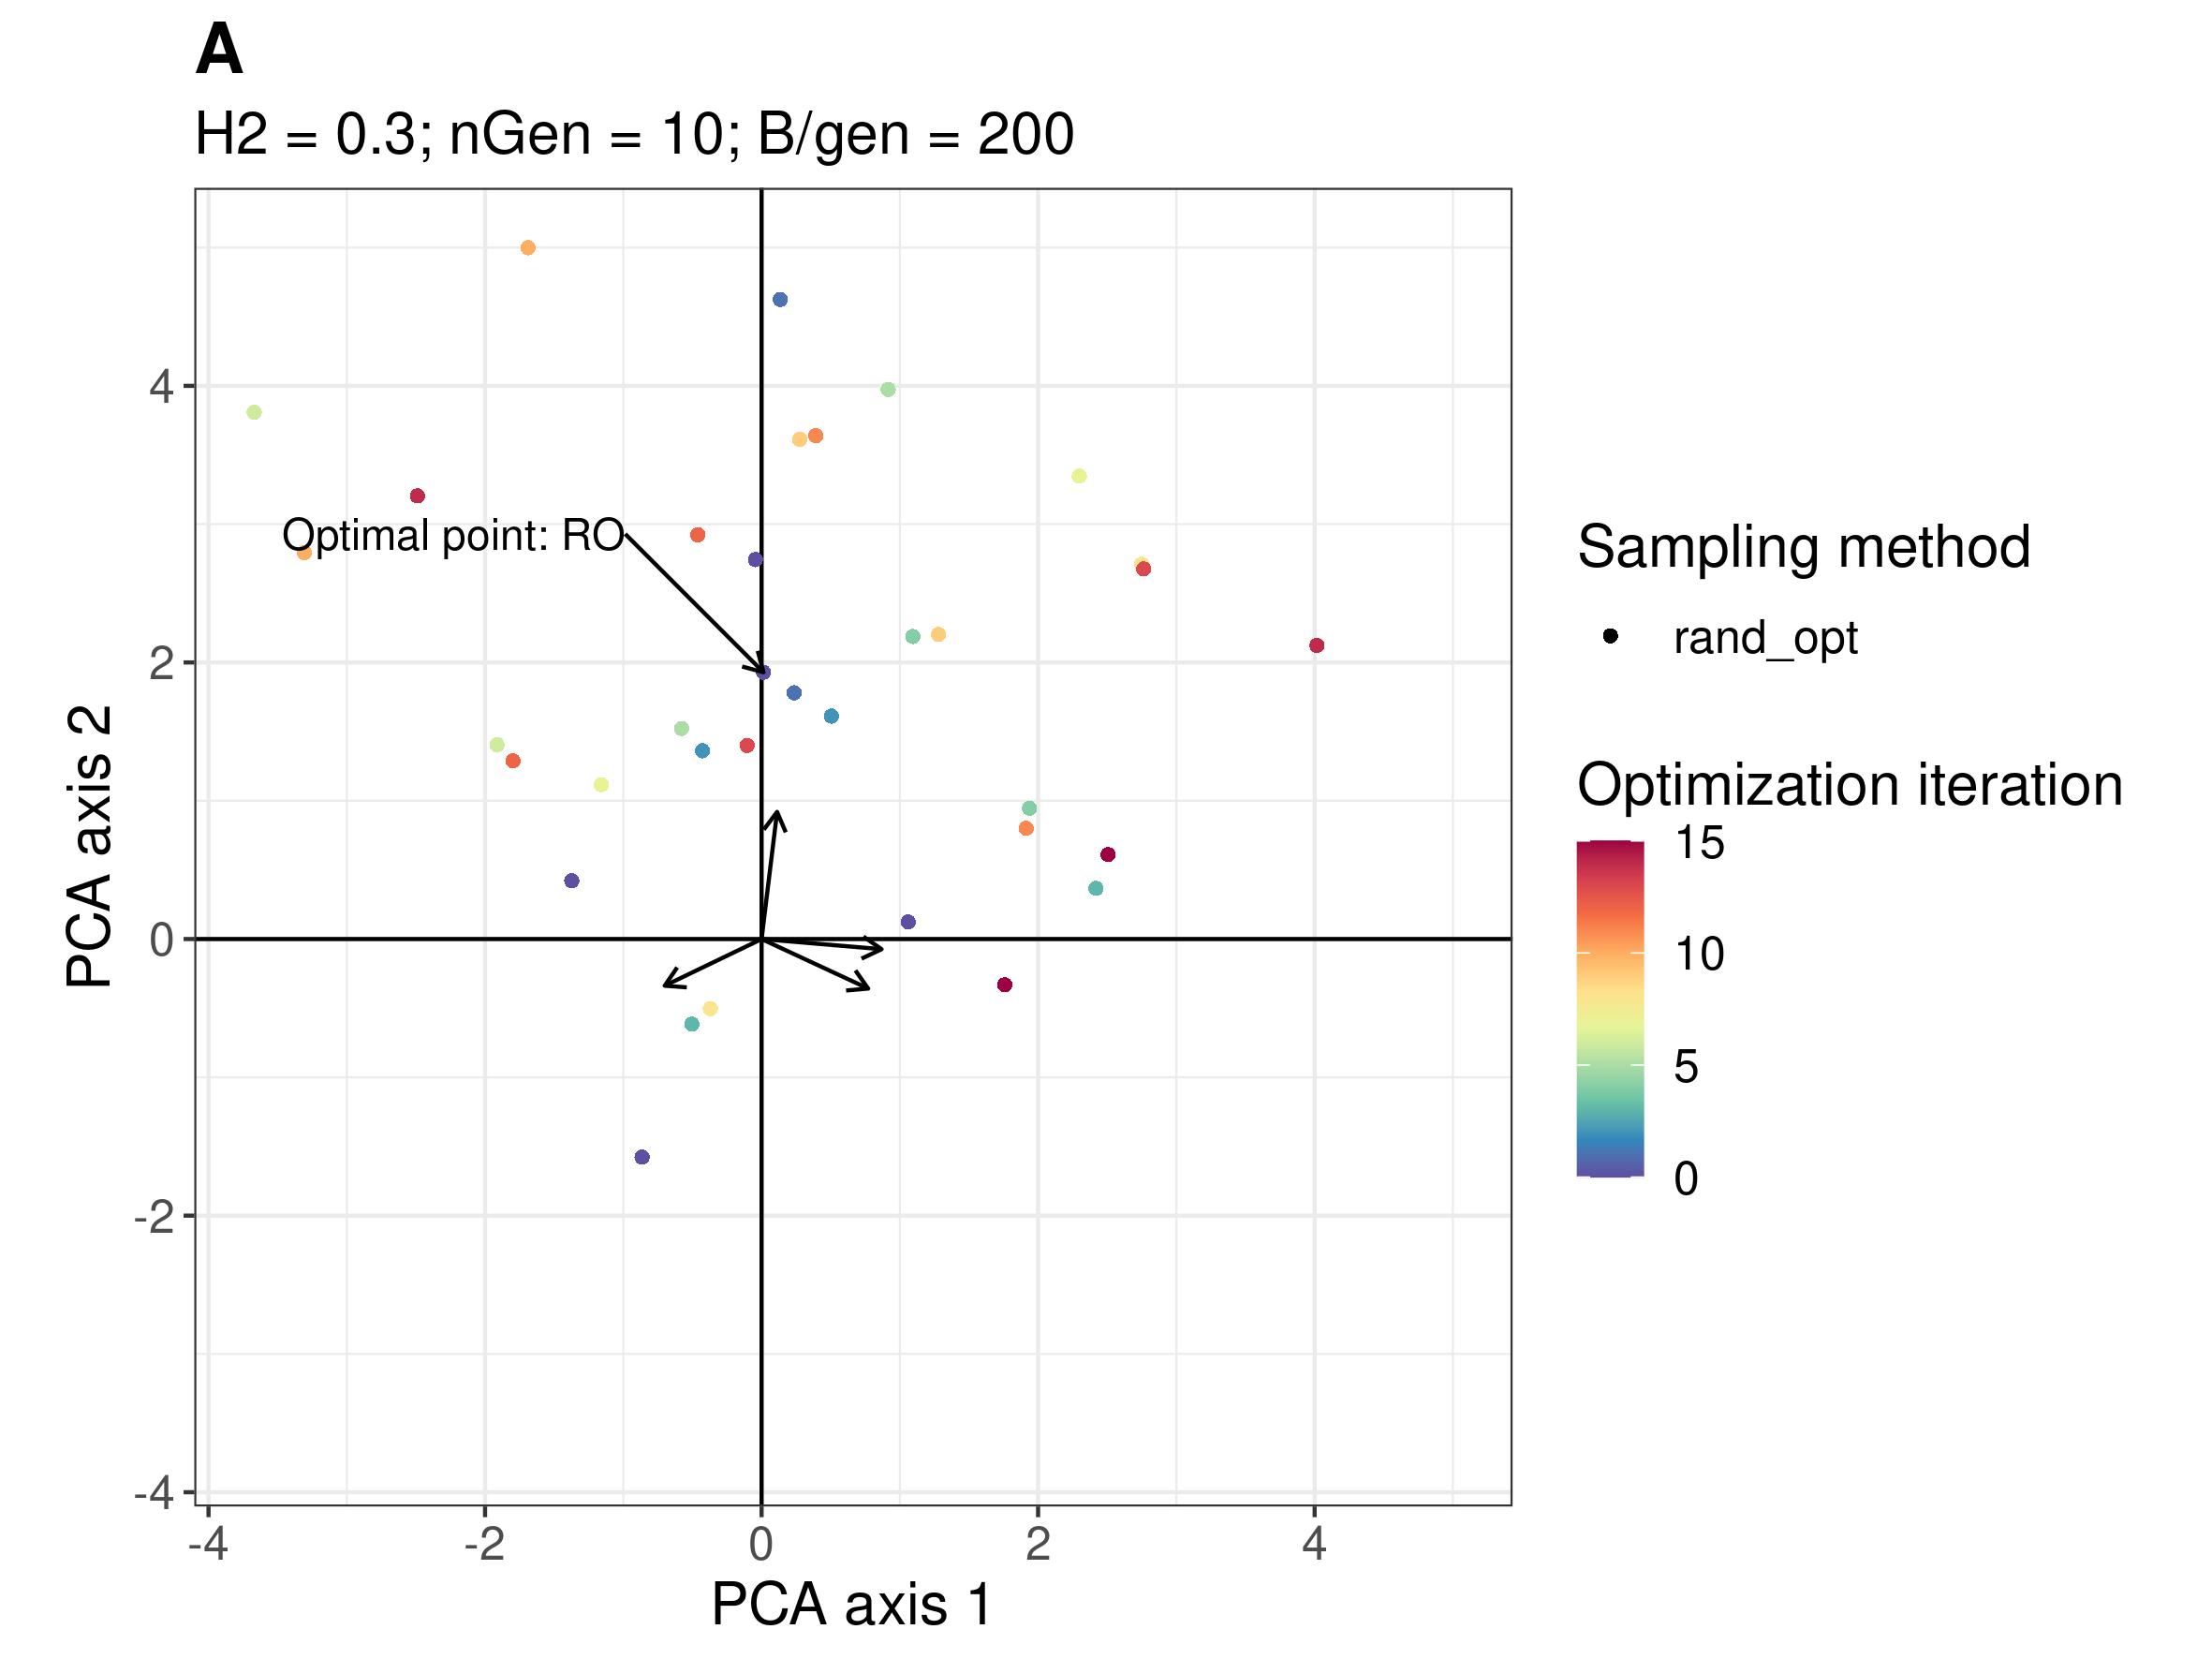 A
H2 = 0.3; nGen = 10; B/gen = 200
Optimal point: RO
4
2
0
-2
-4
-4
-2
0
2
4
PCA axis 1
PCA axis 2
Sampling method
rand_opt
Optimization iteration
15
10
5
0